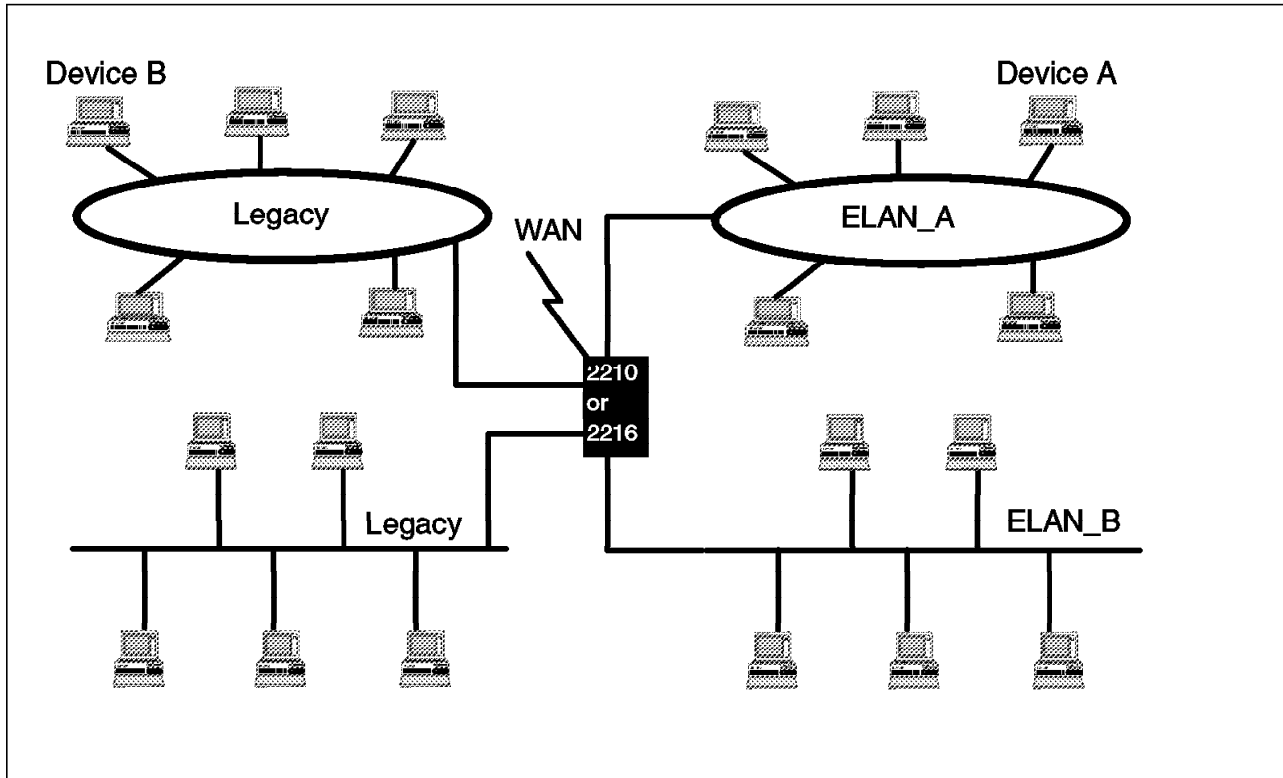 Device B
Device A
Legacy
WAN
ELAN_A
2210
or
2216
Legacy
ELAN_B